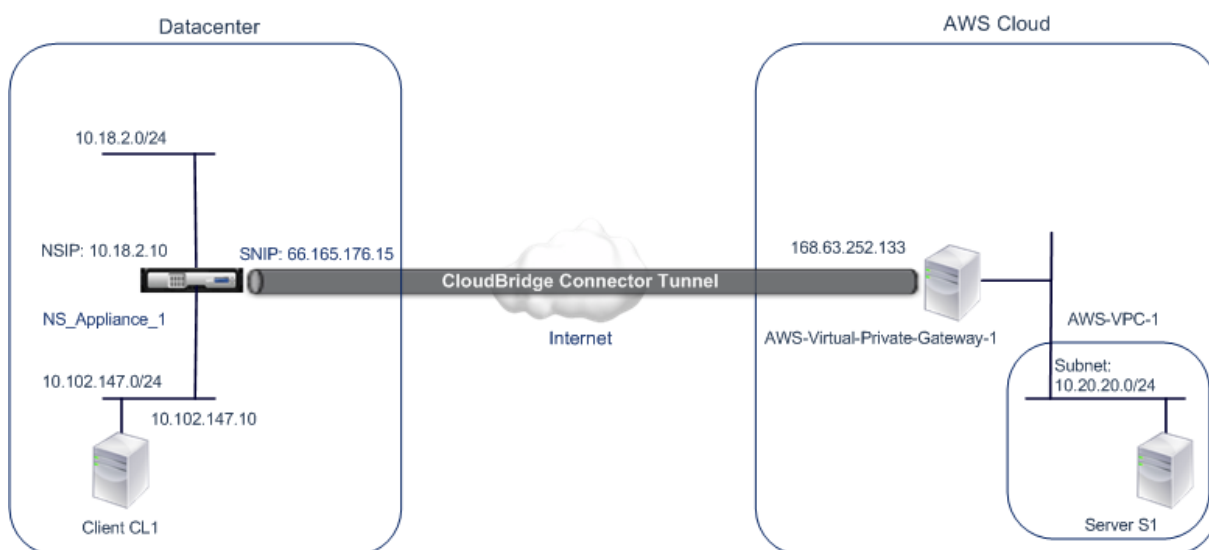 Datacenter
AWS Cloud
10.18.2.0/24
NSIP: 10.18.2.10
SNIP: 66.165.176.15
168.63.252.133
CloudBridge Connector Tunnel
NS_Appliance_1
Internet
AWS-Virtual-Private-Gateway-1
AWS-VPC-1
10.102.147.0/24
10.102.147.10
Subnet:
10.20.20.0/24
Client CL1
Server S1